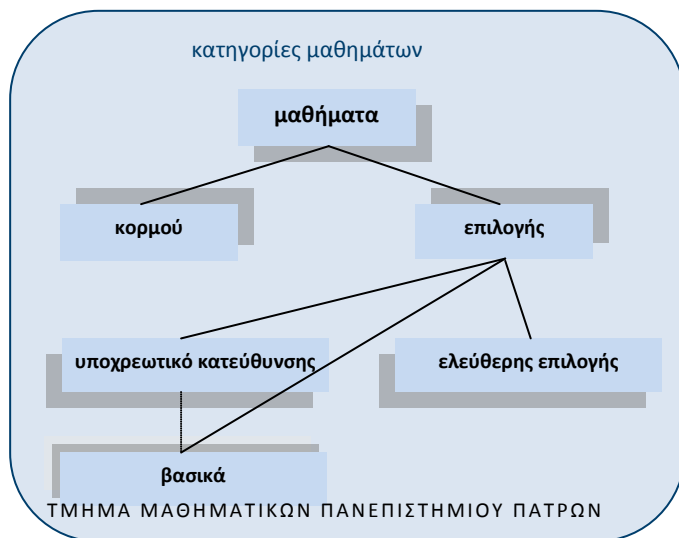 κατηγορίες μαθημάτων
μαθήματα
κορμού
επιλογής
υποχρεωτικό κατεύθυνσης
ελεύθερης επιλογής
βασικά
ΤΜΗΜΑ ΜΑΘΗΜΑΤΙΚΩΝ ΠΑΝΕΠΙΣΤΗΜΙΟΥ ΠΑΤΡΩΝ